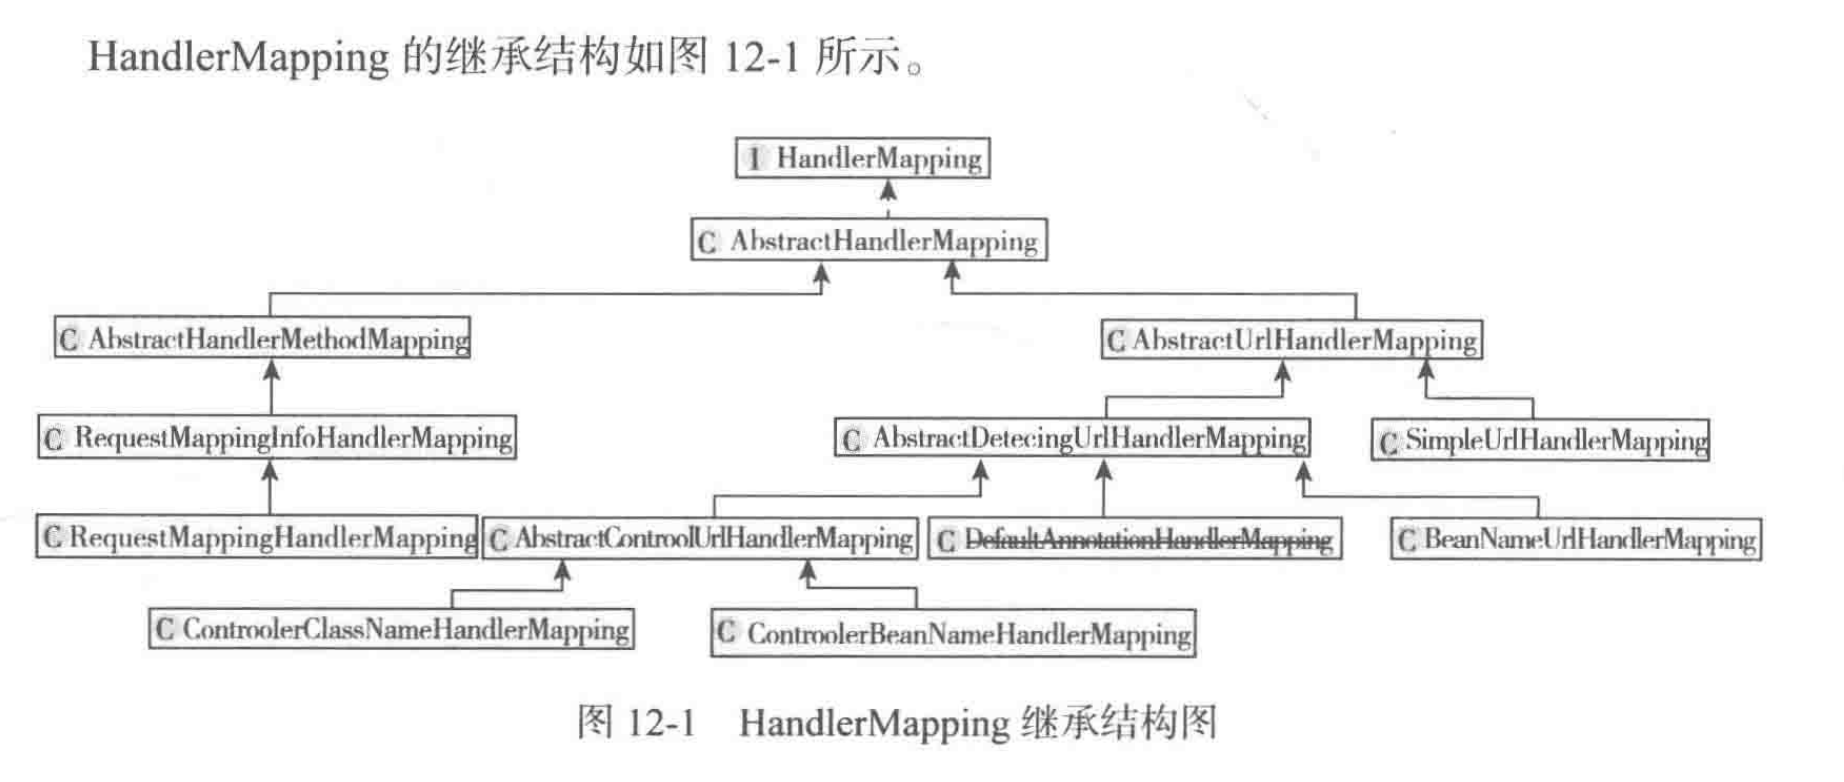 HandlerMapping 的继承结构如图 12-1 所示。
I HandlerMapping
C AbstractHandlerMapping
C AbstractHandlerMethodMapping
C AbstractUrlHandlerMapping
C RequestMappingInfoHandlerMapping
C AbstractDetecingUrlHandlerMapping
C SimpleUrlHandlerMapping
C RequestMappingHandlerMapping
C AbstractControolUrlHandlerMapping
C DefaultAnnotationHandlerMapping
C BeanNameUrlHandlerMapping
C ControolerClassNameHandlerMapping
C ControolerBeanNameHandlerMapping
图 12-1 HandlerMapping 继承结构图